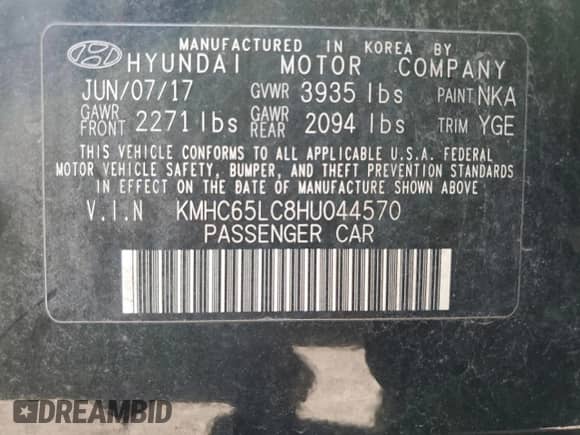 MANUFACTURED IN KOREA BY
HYUNDAI MOTOR COMPANY
JUN/07/17 GVWR 3935 lbs PAINT NKA
GAWR FRONT 2271 lbs GAWR REAR 2094 lbs TRIM YGE
THIS VEHICLE CONFORMS TO ALL APPLICABLE U.S.A. FEDERAL
MOTOR VEHICLE SAFETY, BUMPER, AND THEFT PREVENTION STANDARDS
IN EFFECT ON THE DATE OF MANUFACTURE SHOWN ABOVE
V.I.N KMHC65LC8HU044570
PASSENGER CAR
DREAMBID